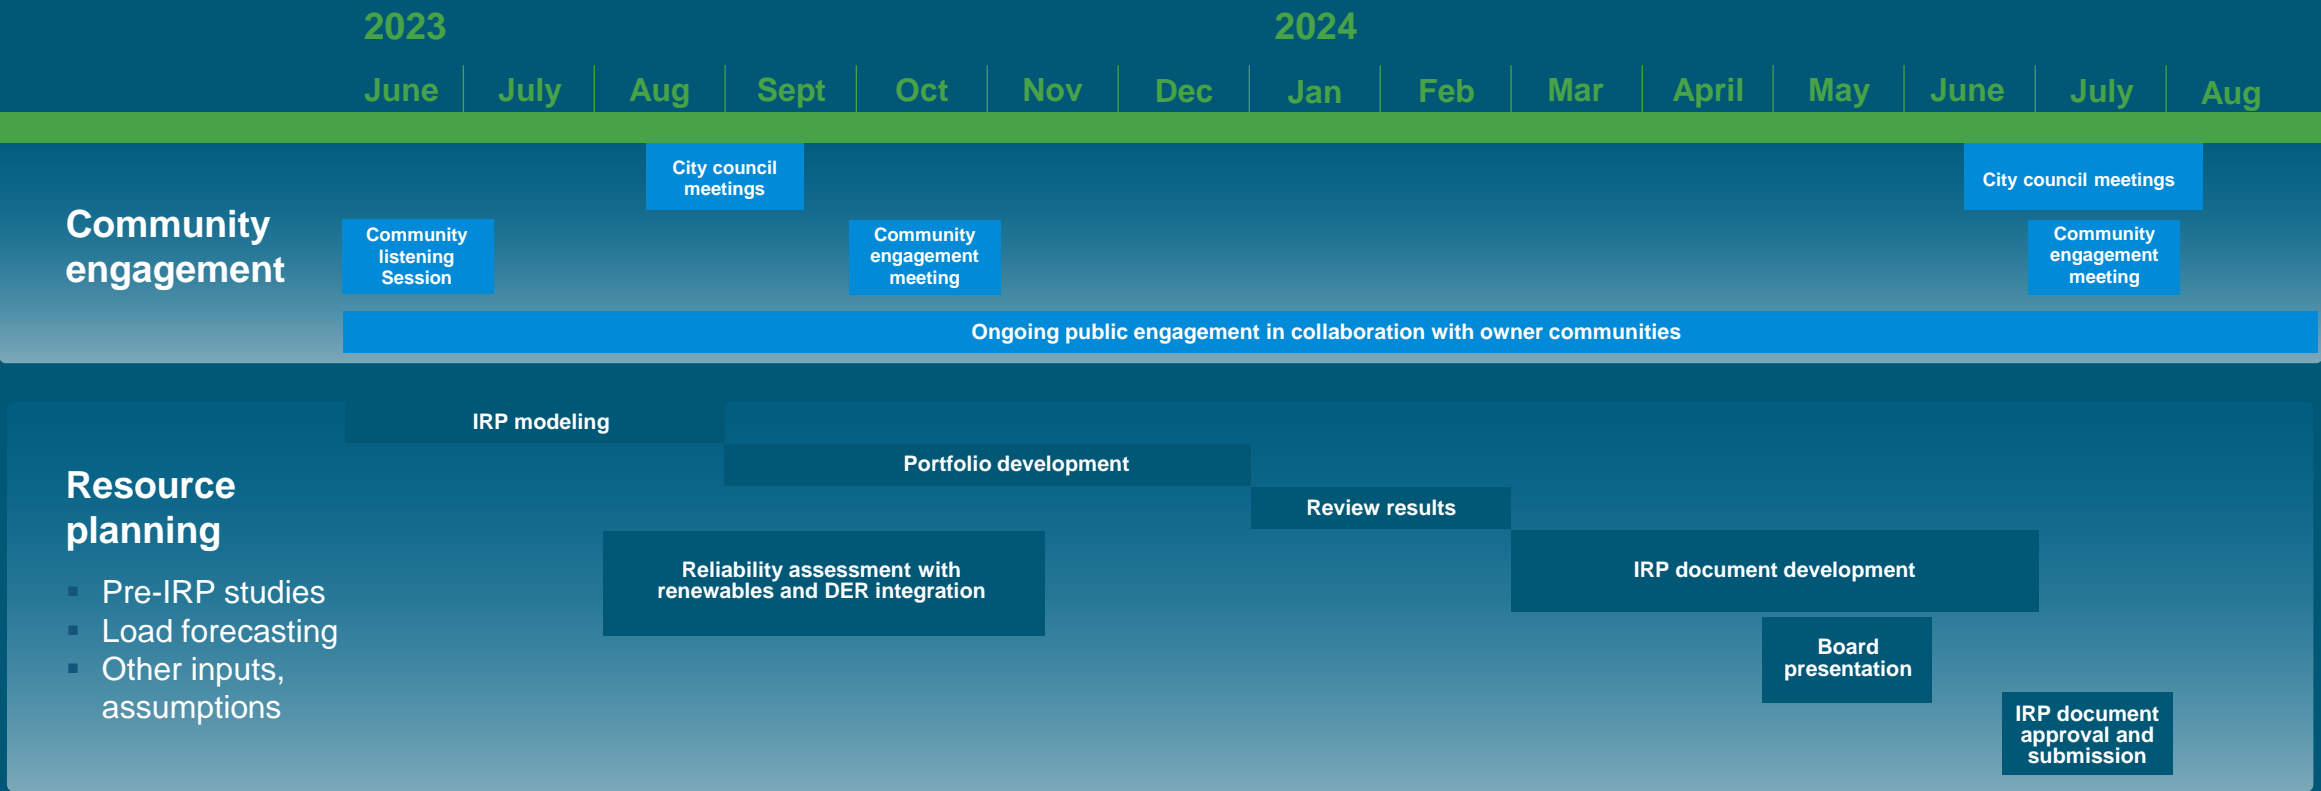 2023
2024
June July Aug Sept Oct Nov Dec Jan Feb Mar April May June July Aug
Community
engagement
City council
meetings
City council meetings
Community
listening
Session
Community
engagement
meeting
Community
engagement
meeting
Ongoing public engagement in collaboration with owner communities
Resource
planning
▪ Pre-IRP studies
▪ Load forecasting
▪ Other inputs,
assumptions
IRP modeling
Portfolio development
Review results
Reliability assessment with
renewables and DER integration
IRP document development
Board
presentation
IRP document
approval and
submission